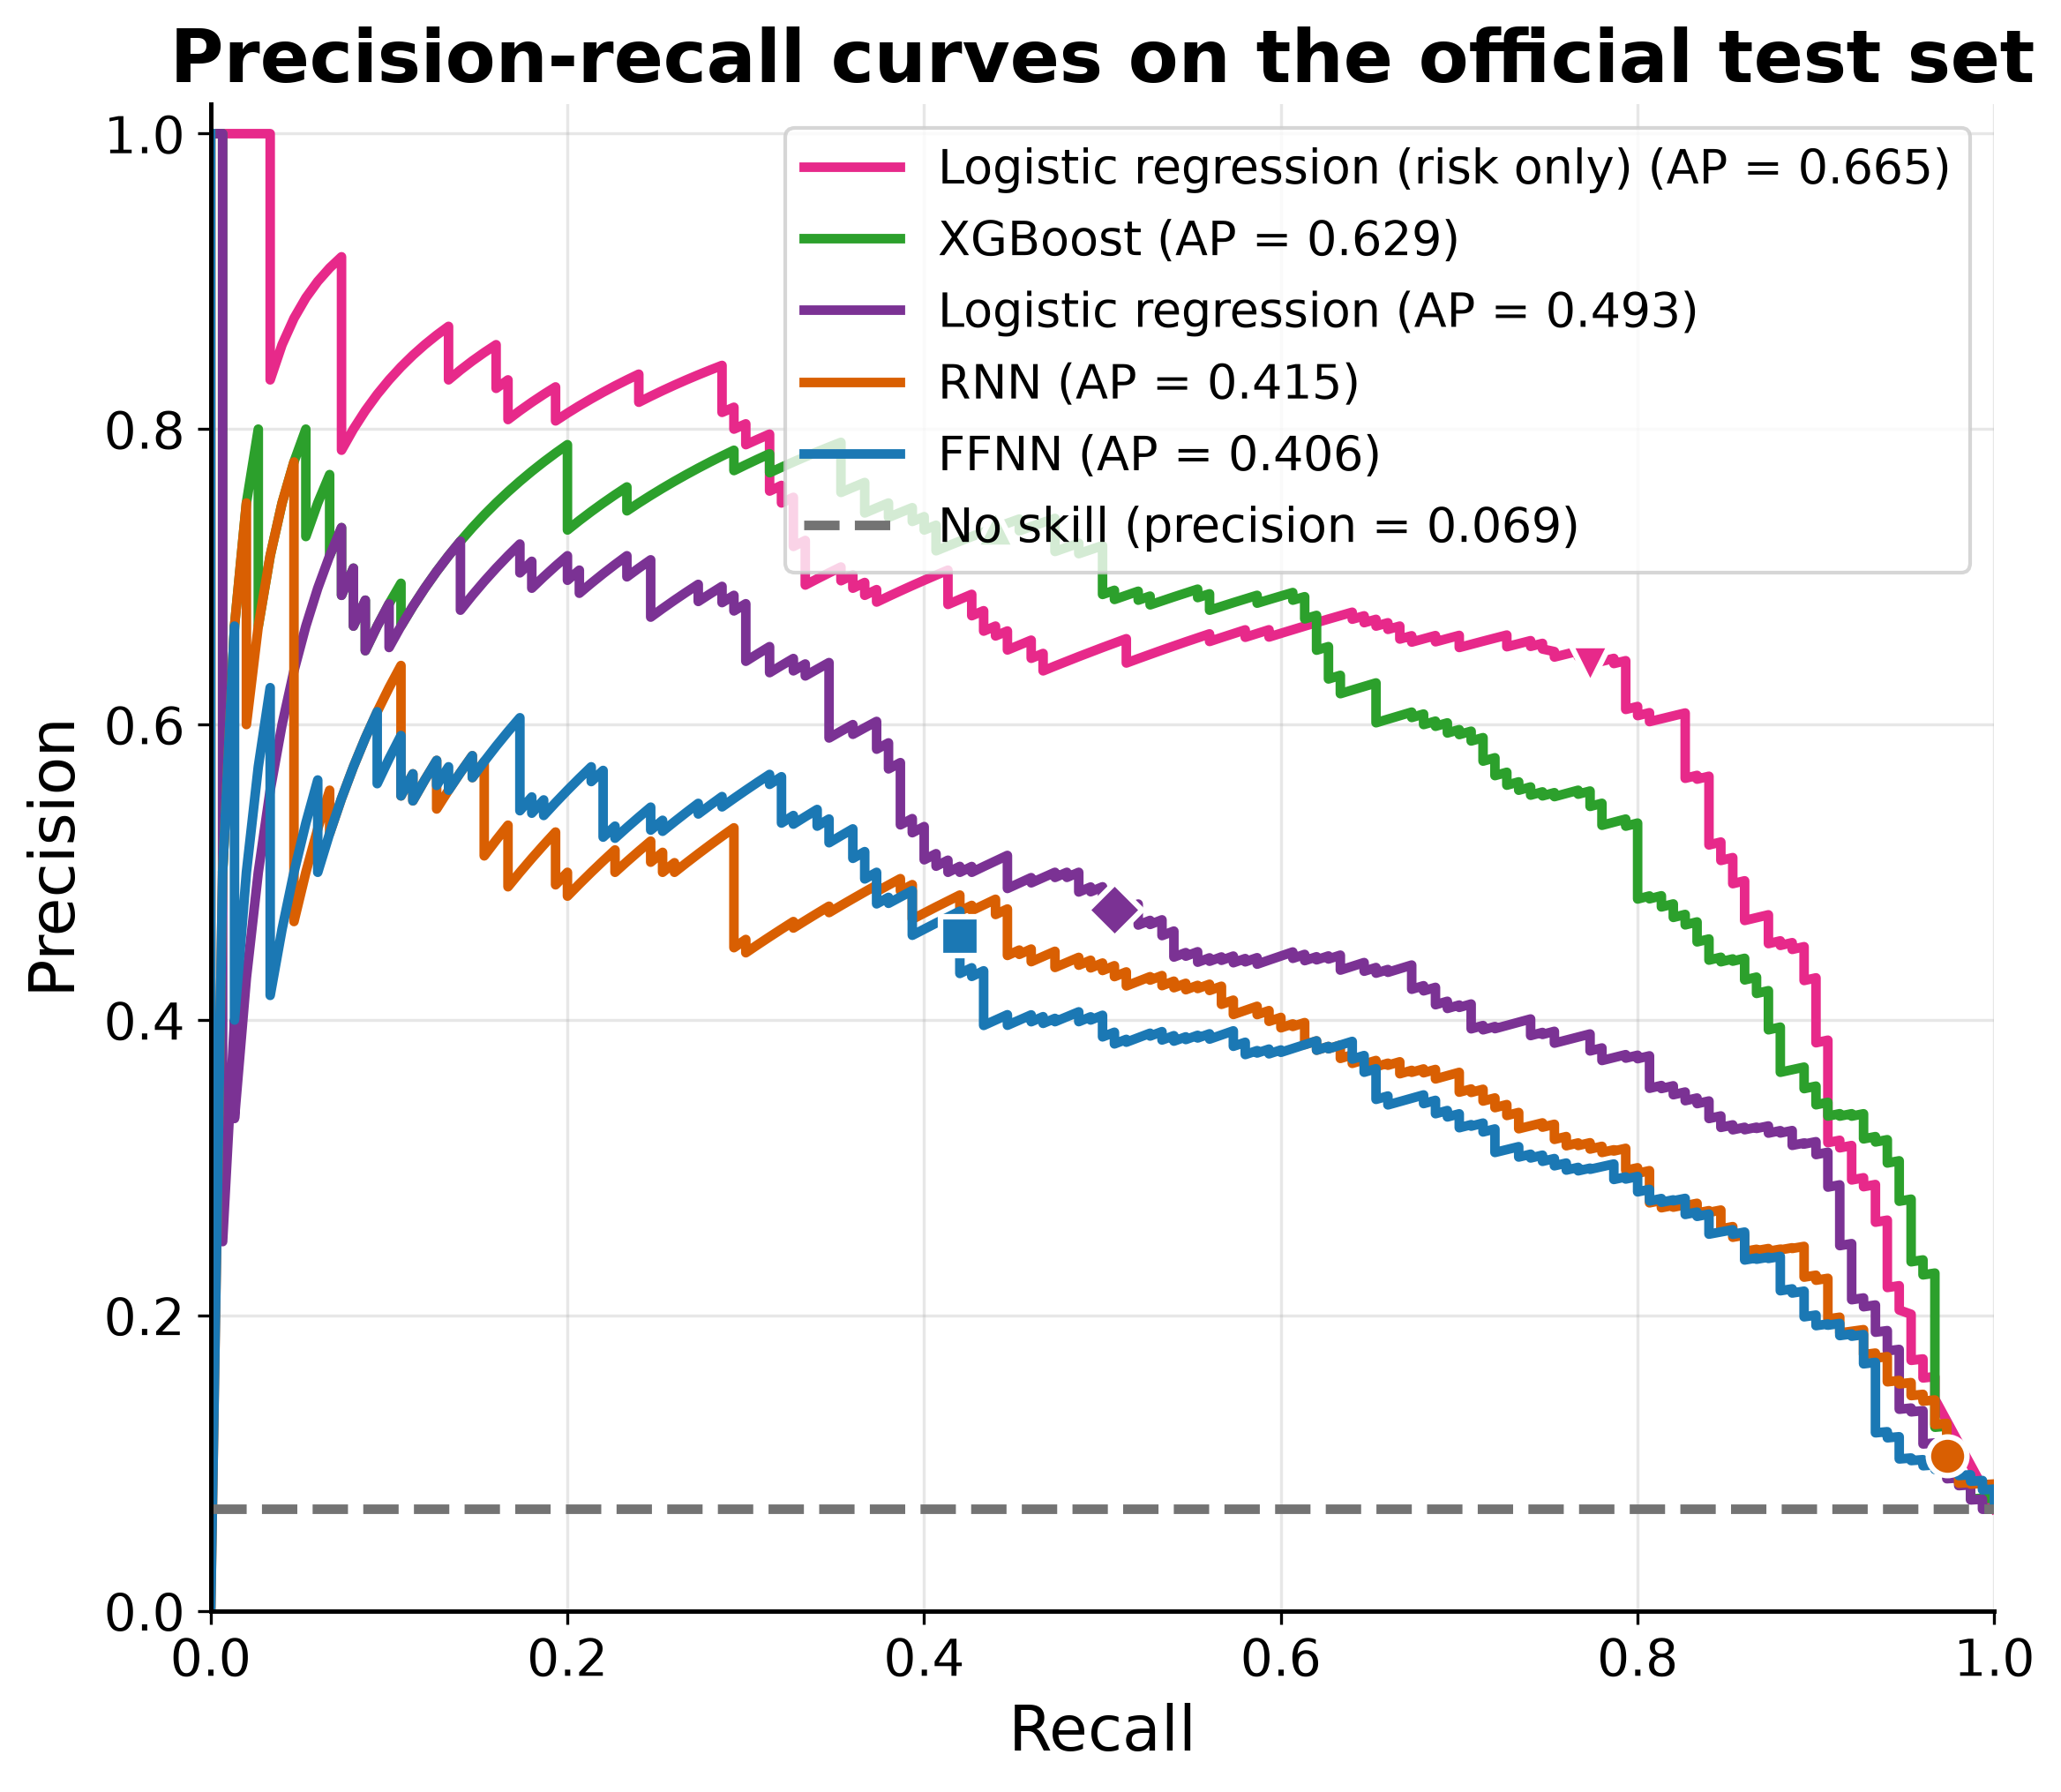 Precision-recall curves on the official test set
Logistic regression (risk only) (AP = 0.665)
XGBoost (AP = 0.629)
Logistic regression (AP = 0.493)
RNN (AP = 0.415)
FFNN (AP = 0.406)
No skill (precision = 0.069)
Precision
1.0
0.8
0.6
0.4
0.2
0.0
0.0 0.2 0.4 0.6 0.8 1.0
Recall